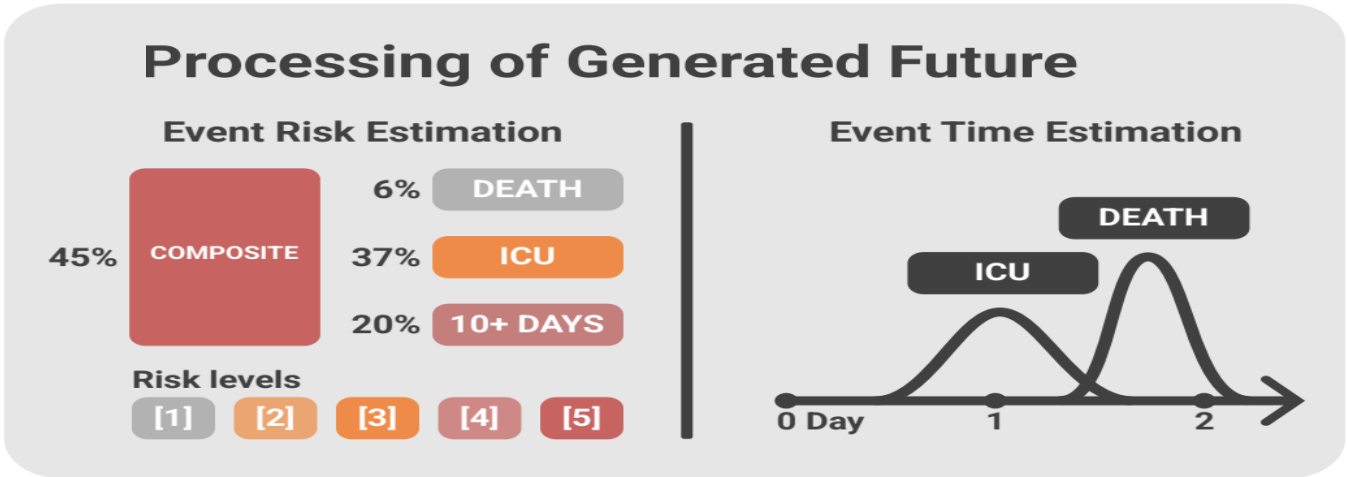 Processing of Generated Future
Event Risk Estimation
45%
COMPOSITE
6%
DEATH
37%
ICU
20%
10+ DAYS
Risk levels
[1] [2] [3] [4] [5]
Event Time Estimation
DEATH
ICU
0 Day 1 2